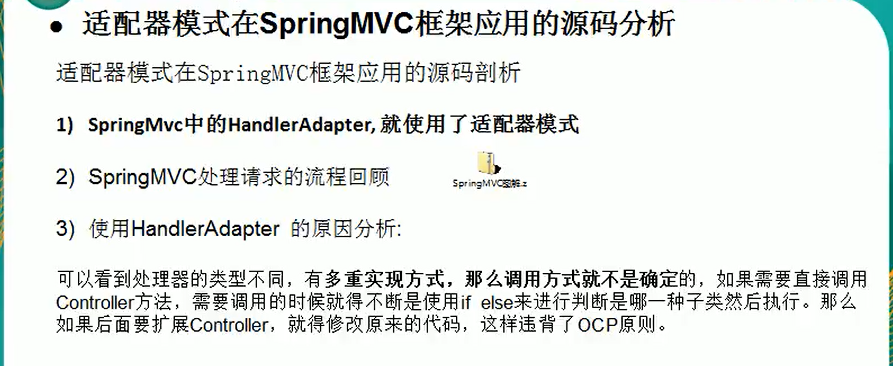 ● 适配器模式在SpringMVC框架应用的源码分析
适配器模式在SpringMVC框架应用的源码剖析
1) SpringMvc中的HandlerAdapter, 就使用了适配器模式
2) SpringMVC处理请求的流程回顾
SpringMVC图解.z
3) 使用HandlerAdapter 的原因分析:
可以看到处理器的类型不同，有多重实现方式，那么调用方式就不是确定的，如果需要直接调用
Controller方法，需要调用的时候就得不断是使用if else来进行判断是哪一种子类然后执行。那么
如果后面要扩展Controller，就得修改原来的代码，这样违背了OCP原则。